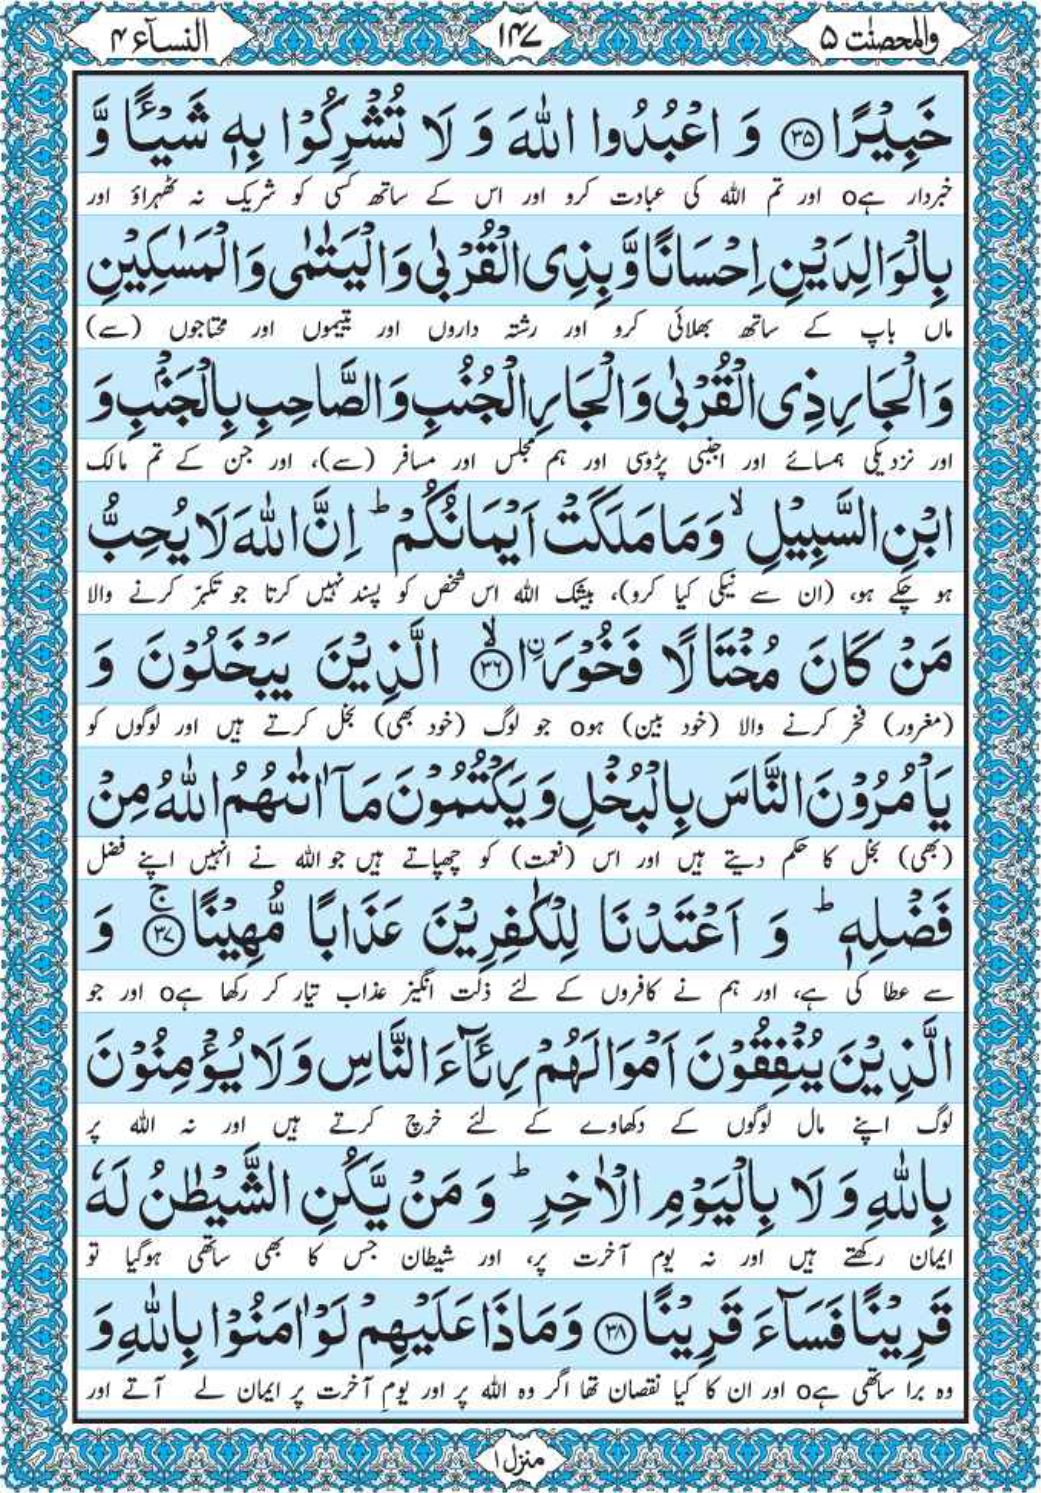 والمحصنٰت ۵
۱۴۷
النسآء ۴
خَبِيْرًا ﴿۳۵﴾ وَ اعْبُدُوا اللّٰهَ وَ لَا تُشْرِكُوْا بِهٖ شَيْـًٔا وَّ
خبردار ہےo اور تم اللہ کی عبادت کرو اور اس کے ساتھ کسی کو شریک نہ ٹھہراؤ اور
بِالْوَالِدَيْنِ اِحْسَانًا وَّ بِذِی الْقُرْبٰی وَ الْيَتٰمٰی وَ الْمَسٰكِيْنِ
ماں باپ کے ساتھ بھلائی کرو اور رشتہ داروں اور یتیموں اور محتاجوں (سے)
وَ الْجَارِ ذِی الْقُرْبٰی وَ الْجَارِ الْجُنُبِ وَ الصَّاحِبِ بِالْجَنْۢبِ وَ
اور نزدیکی ہمسائے اور اجنبی پڑوسی اور ہم مجلس اور مسافر (سے)، اور جن کے تم مالک
ابْنِ السَّبِيْلِ ۙ وَ مَا مَلَكَتْ اَيْمَانُكُمْ ؕ اِنَّ اللّٰهَ لَا يُحِبُّ
ہو چکے ہو، (ان سے نیکی کیا کرو)، بیشک اللہ اس شخص کو پسند نہیں کرتا جو تکبّر کرنے والا
مَنْ كَانَ مُخْتَالًا فَخُوْرَا ۟ۙ﴿۳۶﴾ الَّذِيْنَ يَبْخَلُوْنَ وَ
(مغرور) فخر کرنے والا (خود بین) ہوo جو لوگ (خود بھی) بخل کرتے ہیں اور لوگوں کو
يَاْمُرُوْنَ النَّاسَ بِالْبُخْلِ وَ يَكْتُمُوْنَ مَاۤ اٰتٰىهُمُ اللّٰهُ مِنْ
(بھی) بخل کا حکم دیتے ہیں اور اس (نعمت) کو چھپاتے ہیں جو اللہ نے انہیں اپنے فضل
فَضْلِهٖ ؕ وَ اَعْتَدْنَا لِلْكٰفِرِيْنَ عَذَابًا مُّهِيْنًا ۚ﴿۳۷﴾ وَ
سے عطا کی ہے، اور ہم نے کافروں کے لئے ذلت انگیز عذاب تیار کر رکھا ہےo اور جو
الَّذِيْنَ يُنْفِقُوْنَ اَمْوَالَهُمْ رِئَآءَ النَّاسِ وَ لَا يُؤْمِنُوْنَ
لوگ اپنے مال لوگوں کے دکھاوے کے لئے خرچ کرتے ہیں اور نہ اللہ پر
بِاللّٰهِ وَ لَا بِالْيَوْمِ الْاٰخِرِ ؕ وَ مَنْ يَّكُنِ الشَّيْطٰنُ لَهٗ
ایمان رکھتے ہیں اور نہ یوم آخرت پر، اور شیطان جس کا بھی ساتھی ہوگیا تو
قَرِيْنًا فَسَآءَ قَرِيْنًا ﴿۳۸﴾ وَ مَاذَا عَلَيْهِمْ لَوْ اٰمَنُوْا بِاللّٰهِ وَ
وہ برا ساتھی ہےo اور ان کا کیا نقصان تھا اگر وہ اللہ پر اور یومِ آخرت پر ایمان لے آتے اور
منزل ۱